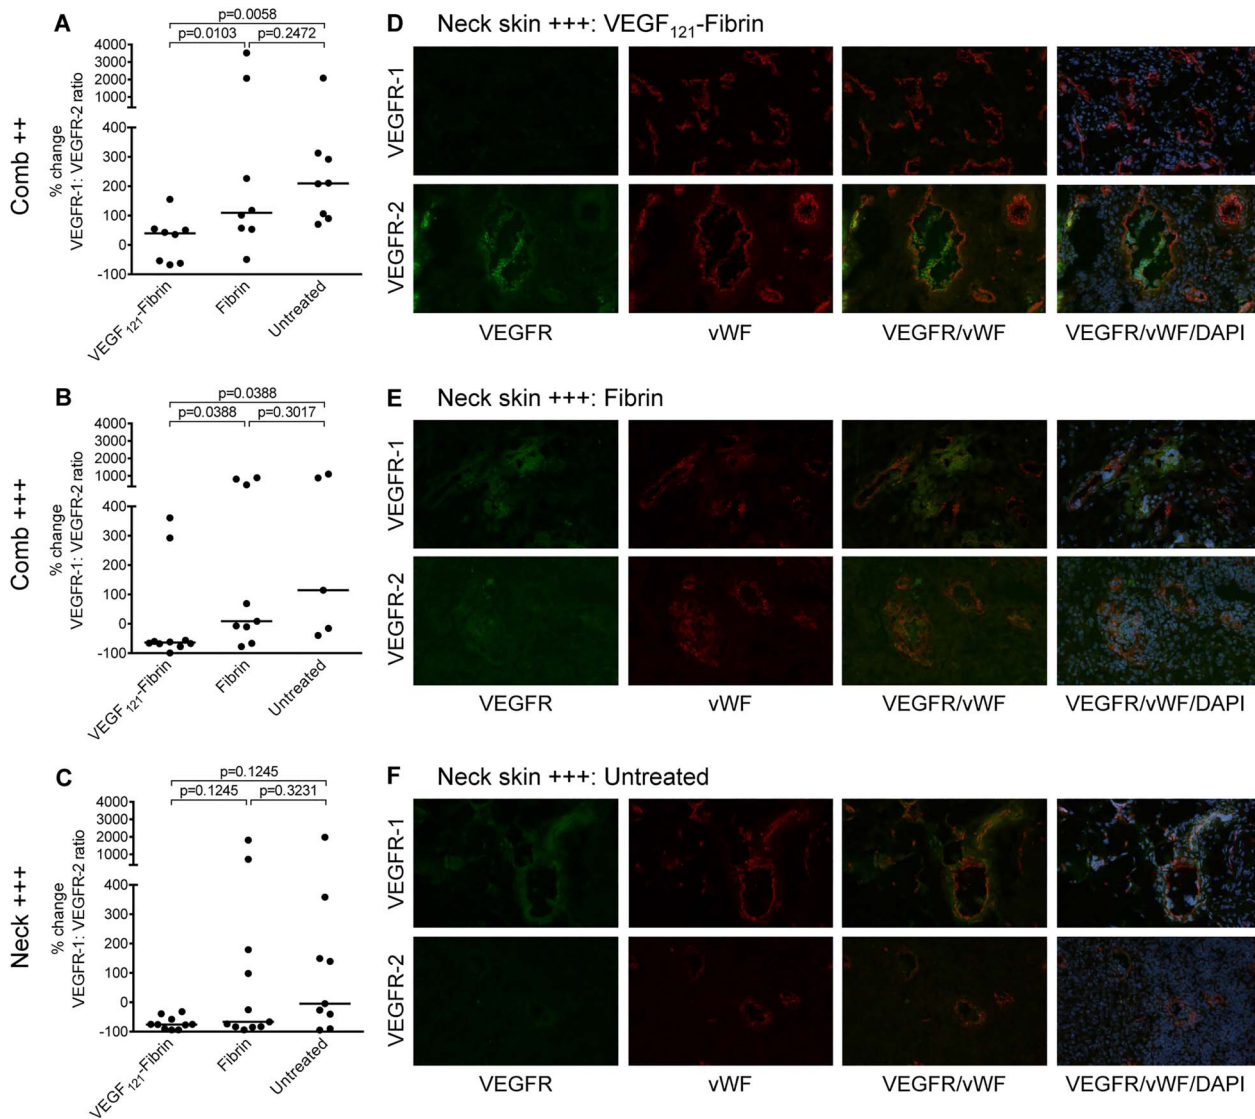 A
p=0.0058
p=0.0103
p=0.2472
Comb ++
% change
VEGFR-1: VEGFR-2 ratio
4000
3000
2000
1000
400
300
200
100
0
-100
VEGF₁₂₁-Fibrin
Fibrin
Untreated
D Neck skin +++: VEGF₁₂₁-Fibrin
VEGFR-1
VEGFR-2
VEGFR
vWF
VEGFR/vWF
VEGFR/vWF/DAPI
B
p=0.0388
p=0.0388
p=0.3017
Comb +++
% change
VEGFR-1: VEGFR-2 ratio
4000
3000
2000
1000
400
300
200
100
0
-100
VEGF₁₂₁-Fibrin
Fibrin
Untreated
E Neck skin +++: Fibrin
VEGFR-1
VEGFR-2
VEGFR
vWF
VEGFR/vWF
VEGFR/vWF/DAPI
C
p=0.1245
p=0.1245
p=0.3231
Neck +++
% change
VEGFR-1: VEGFR-2 ratio
4000
3000
2000
1000
400
300
200
100
0
-100
VEGF₁₂₁-Fibrin
Fibrin
Untreated
F Neck skin +++: Untreated
VEGFR-1
VEGFR-2
VEGFR
vWF
VEGFR/vWF
VEGFR/vWF/DAPI